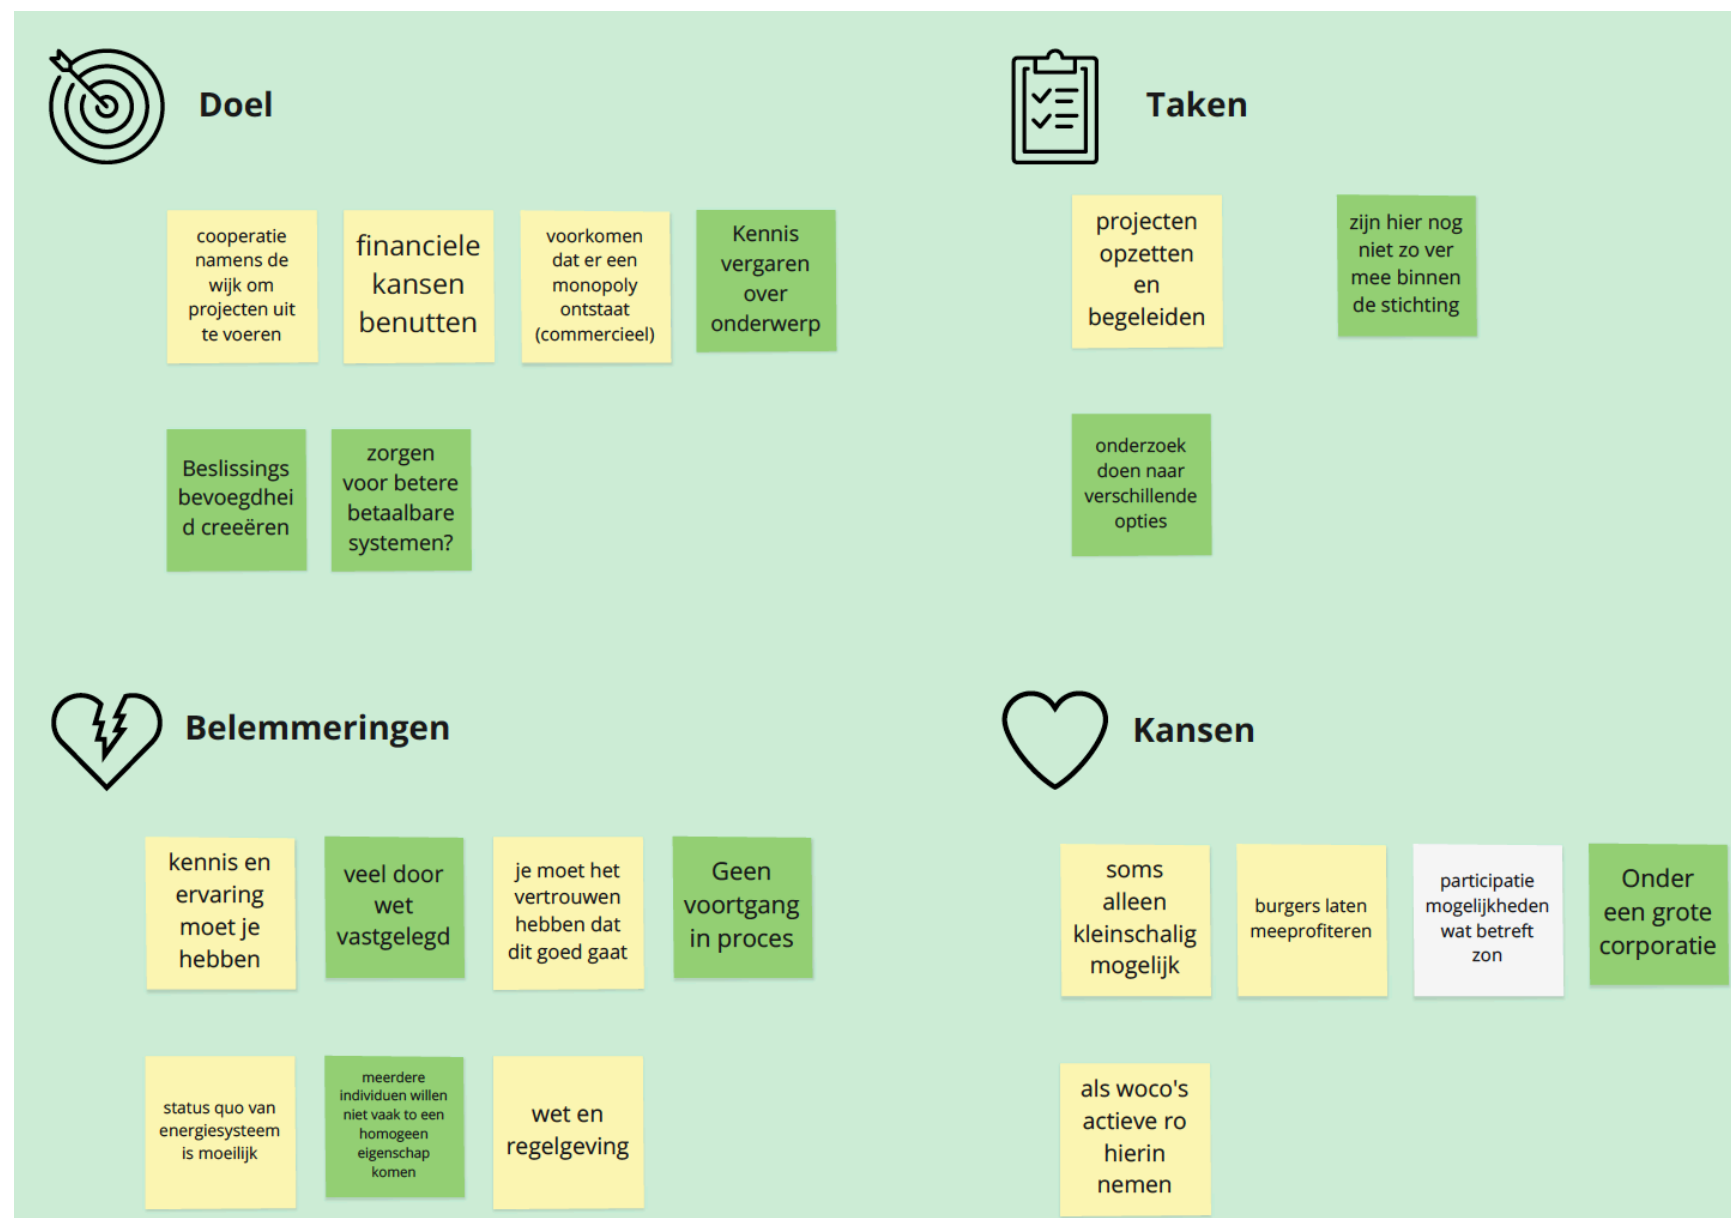 Doel
cooperatie
namens de
wijk om
projecten uit
te voeren
financiele
kansen
benutten
voorkomen
dat er een
monopoly
ontstaat
(commercieel)
Kennis
vergaren
over
onderwerp
Beslissings
bevoegdhei
d creeëren
zorgen
voor betere
betaalbare
systemen?
Taken
projecten
opzetten
en
begeleiden
zijn hier nog
niet zo ver
mee binnen
de stichting
onderzoek
doen naar
verschillende
opties
Belemmeringen
kennis en
ervaring
moet je
hebben
veel door
wet
vastgelegd
je moet het
vertrouwen
hebben dat
dit goed gaat
Geen
voortgang
in proces
status quo van
energiesysteem
is moeilijk
meerdere
individuen willen
niet vaak to een
homogeen
eigenschap
komen
wet en
regelgeving
Kansen
soms
alleen
kleinschalig
mogelijk
burgers laten
meeprofiteren
participatie
mogelijkheden
wat betreft
zon
Onder
een grote
corporatie
als woco's
actieve ro
hierin
nemen